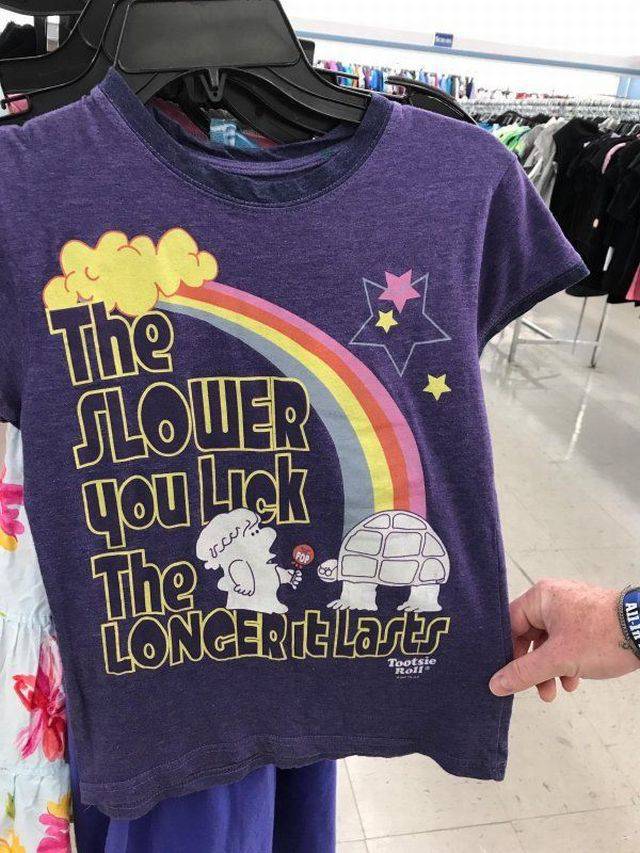 The
SLOWER
you Lick
POP
The
LONGER it Lasts
Tootsie
Roll®